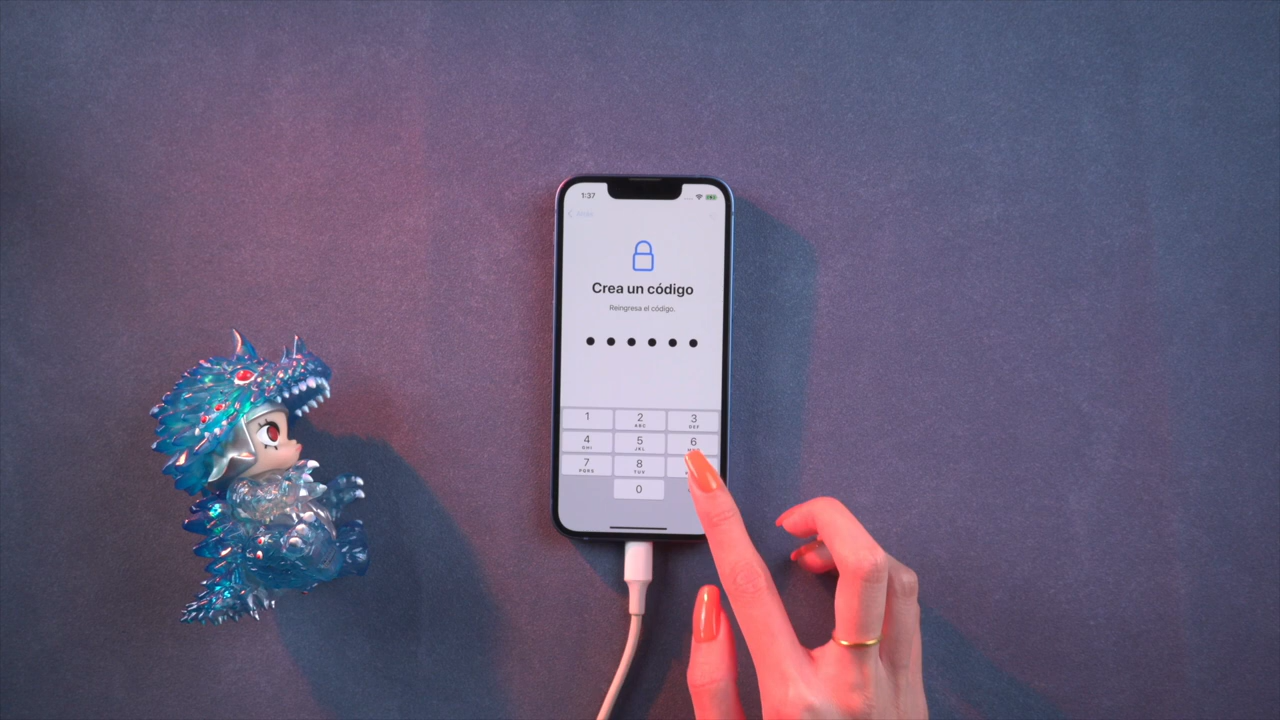 1:37
Atrás
Crea un código
Reingresa el código.
1
2 ABC
3 DEF
4 GHI
5 JKL
6
7 PQRS
8 TUV
0